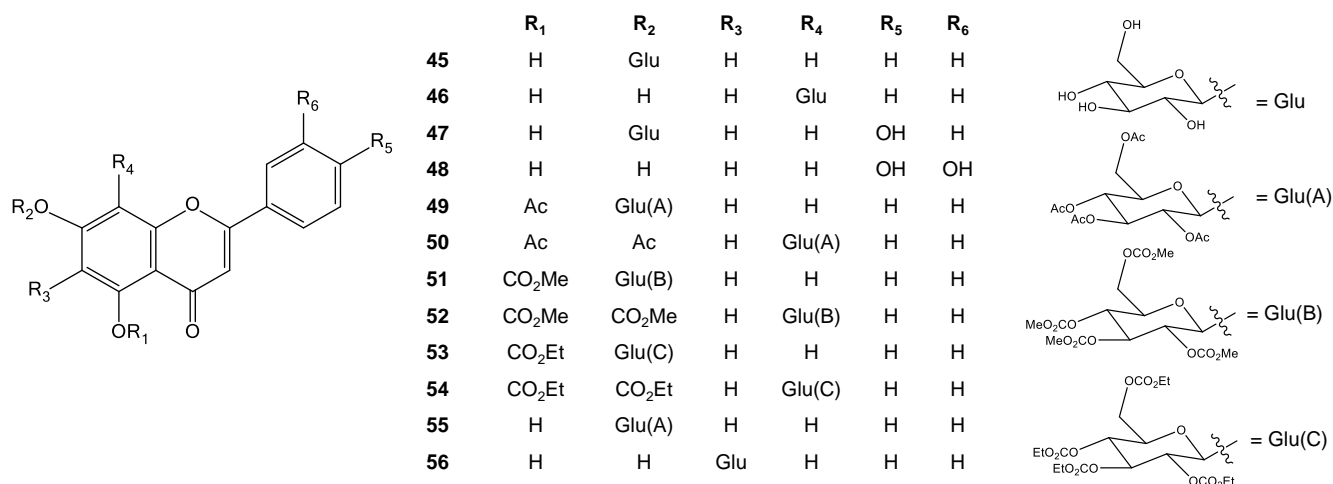 R₁ R₂ R₃ R₄ R₅ R₆
45 H Glu H H H H
46 H H H Glu H H
47 H Glu H H OH H
48 H H H H OH OH
49 Ac Glu(A) H H H H
50 Ac Ac H Glu(A) H H
51 CO₂Me Glu(B) H H H H
52 CO₂Me CO₂Me H Glu(B) H H
53 CO₂Et Glu(C) H H H H
54 CO₂Et CO₂Et H Glu(C) H H
55 H Glu(A) H H H H
56 H H Glu H H H
R₆
R₅
R₄
R₂O
O
R₃
OR₁
O
OH
O
HO
HO
OH
= Glu
OAc
O
AcO
AcO
OAc
= Glu(A)
OCO₂Me
O
MeO₂CO
MeO₂CO
OCO₂Me
= Glu(B)
OCO₂Et
O
EtO₂CO
EtO₂CO
OCO₂Et
= Glu(C)